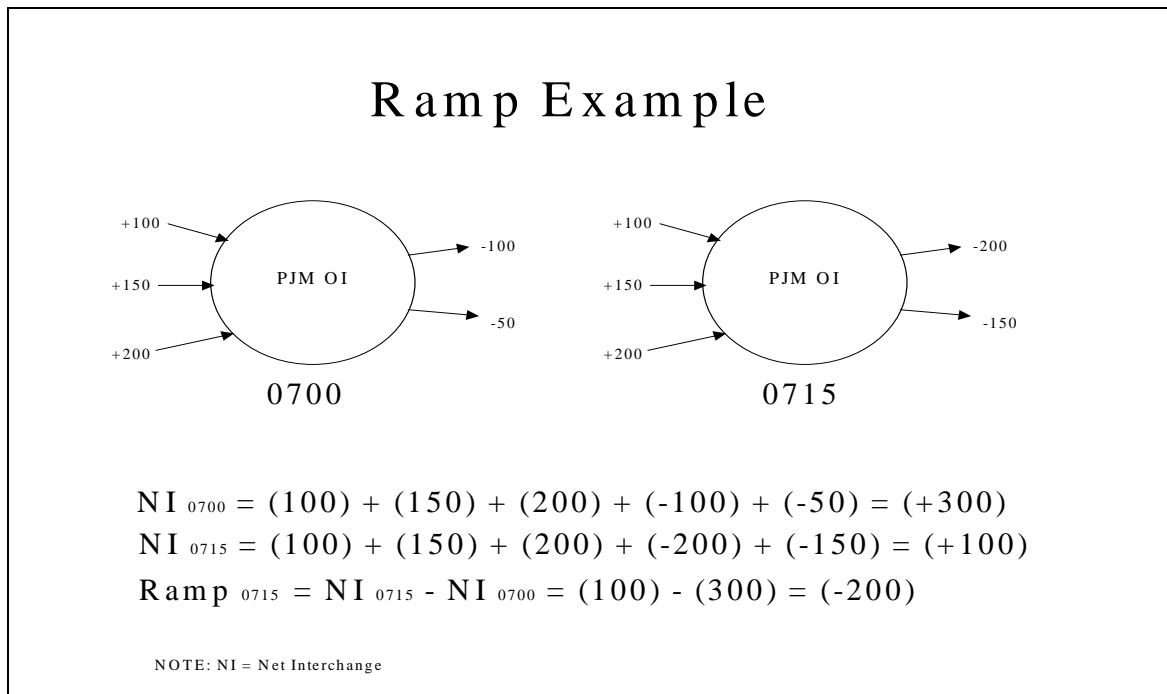 Ramp Example
+100
+150
+200
PJM OI
-100
-50
0700
+100
+150
+200
PJM OI
-200
-150
0715
NI 0700 = (100) + (150) + (200) + (-100) + (-50) = (+300)
NI 0715 = (100) + (150) + (200) + (-200) + (-150) = (+100)
Ramp 0715 = NI 0715 - NI 0700 = (100) - (300) = (-200)
NOTE: NI = Net Interchange